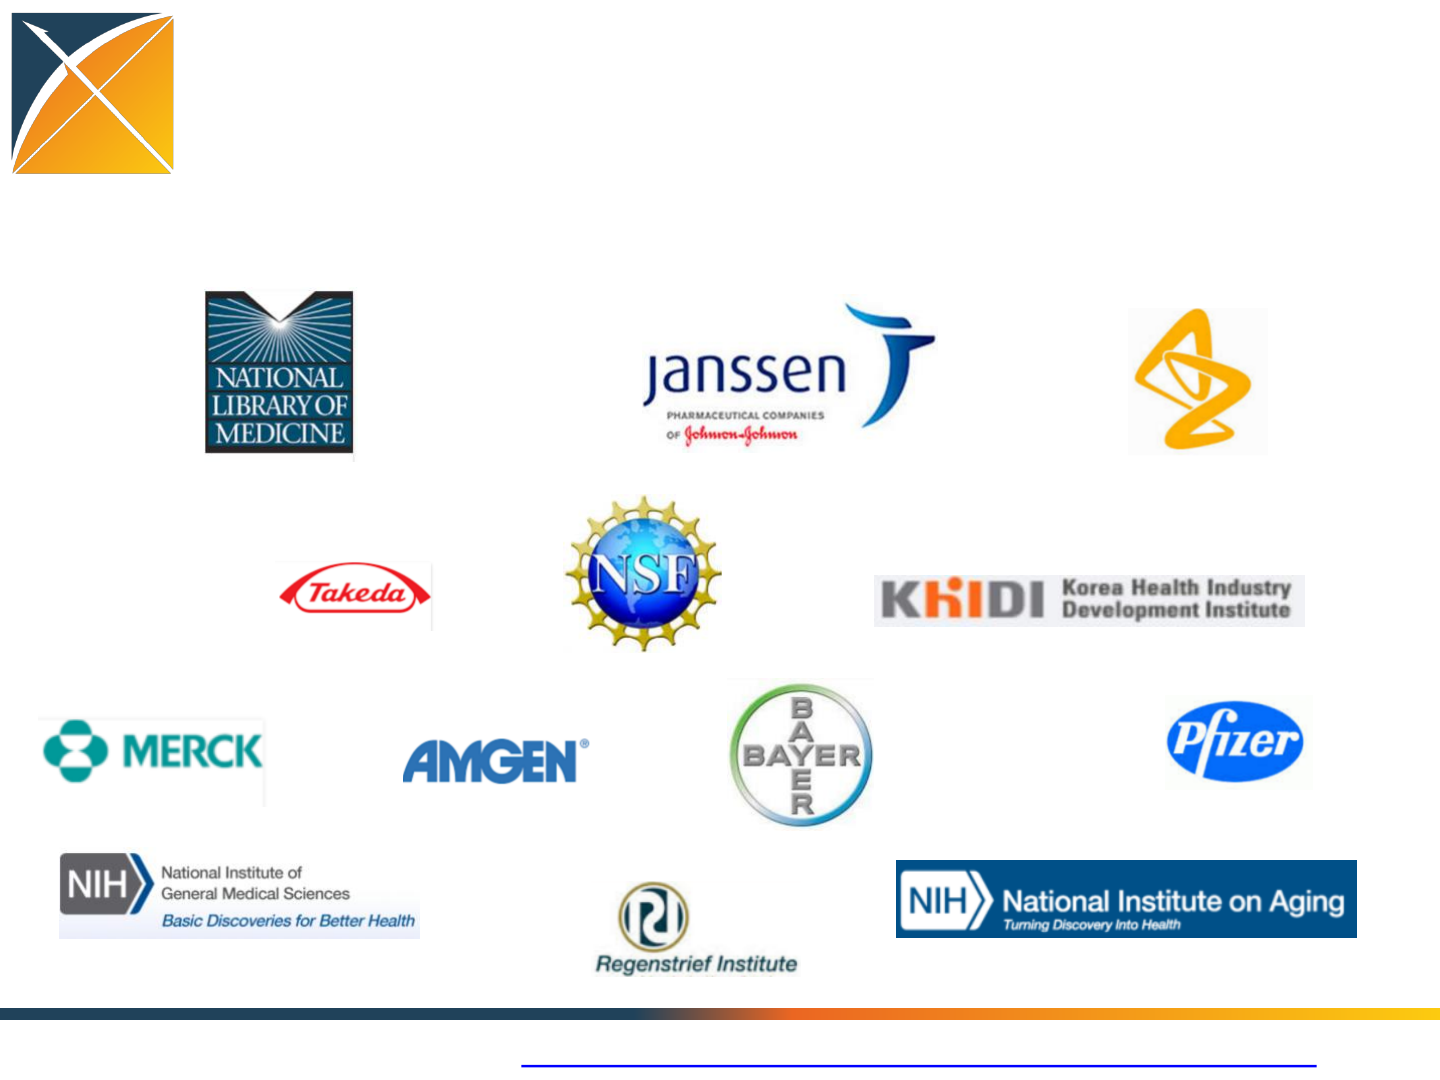 NATIONAL
LIBRARY OF
MEDICINE
janssen
PHARMACEUTICAL COMPANIES
OF Johnson-Johnson
Takeda
NSF
KHIDI Korea Health Industry
Development Institute
MERCK
AMGEN®
BAYER
BAYER
Pfizer
NIH National Institute of
General Medical Sciences
Basic Discoveries for Better Health
Regenstrief Institute
NIH National Institute on Aging
Turning Discovery Into Health